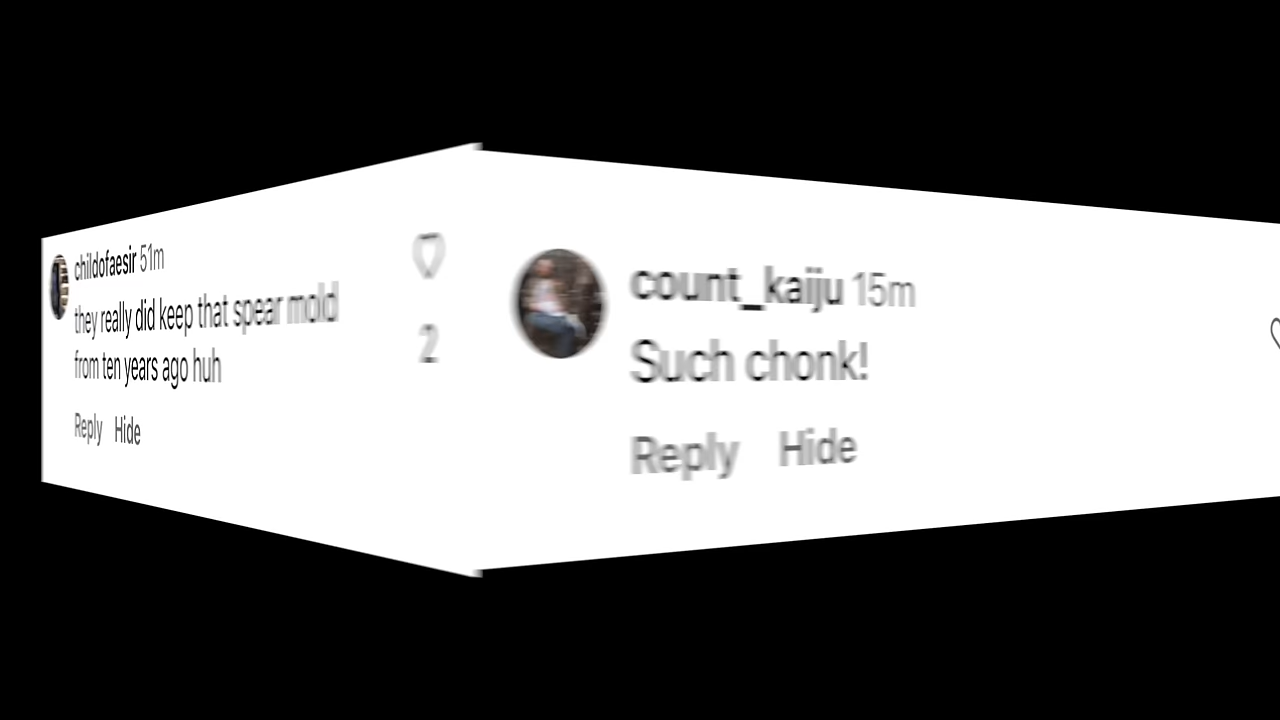 childofaesir 51m
they really did keep that spear mold
from ten years ago huh
2
Reply Hide
count_kaiju 15m
Such chonk!
Reply Hide